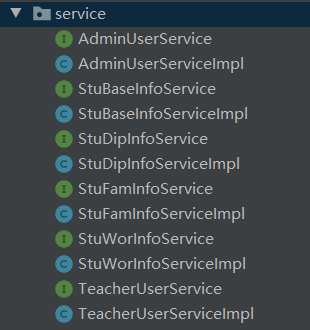 service
AdminUserService
AdminUserServiceImpl
StuBaseInfoService
StuBaseInfoServiceImpl
StuDipInfoService
StuDipInfoServiceImpl
StuFamInfoService
StuFamInfoServiceImpl
StuWorInfoService
StuWorInfoServiceImpl
TeacherUserService
TeacherUserServiceImpl